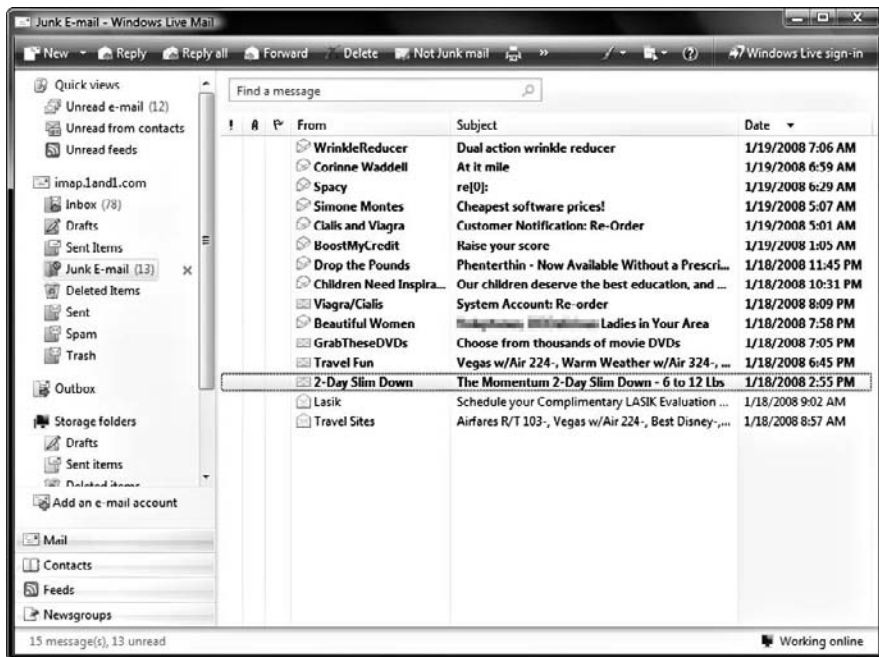 Junk E-mail - Windows Live Mail
New Reply Reply all Forward Delete Not Junk mail » Windows Live sign-in
Quick views
Unread e-mail (12)
Unread from contacts
Unread feeds
imap.1and1.com
Inbox (78)
Drafts
Sent Items
Junk E-mail (13)
Deleted Items
Sent
Spam
Trash
Outbox
Storage folders
Drafts
Sent items
Deleted items
Add an e-mail account
Mail
Contacts
Feeds
Newsgroups
Find a message
! From Subject Date
WrinkleReducer Dual action wrinkle reducer 1/19/2008 7:06 AM
Corinne Waddell At it mile 1/19/2008 6:59 AM
Spacy re[0]: 1/19/2008 6:29 AM
Simone Montes Cheapest software prices! 1/19/2008 5:07 AM
Cialis and Viagra Customer Notification: Re-Order 1/19/2008 5:01 AM
BoostMyCredit Raise your score 1/19/2008 1:05 AM
Drop the Pounds Phenterthin - Now Available Without a Prescri... 1/18/2008 11:45 PM
Children Need Inspira... Our children deserve the best education, and ... 1/18/2008 10:31 PM
Viagra/Cialis System Account: Re-order 1/18/2008 8:09 PM
Beautiful Women Ladies in Your Area 1/18/2008 7:58 PM
GrabTheseDVDs Choose from thousands of movie DVDs 1/18/2008 7:05 PM
Travel Fun Vegas w/Air 224-, Warm Weather w/Air 324-, ... 1/18/2008 6:45 PM
2-Day Slim Down The Momentum 2-Day Slim Down - 6 to 12 Lbs 1/18/2008 2:55 PM
Lasik Schedule your Complimentary LASIK Evaluation ... 1/18/2008 9:02 AM
Travel Sites Airfares R/T 103-, Vegas w/Air 224-, Best Disney-,... 1/18/2008 8:57 AM
15 message(s), 13 unread
Working online